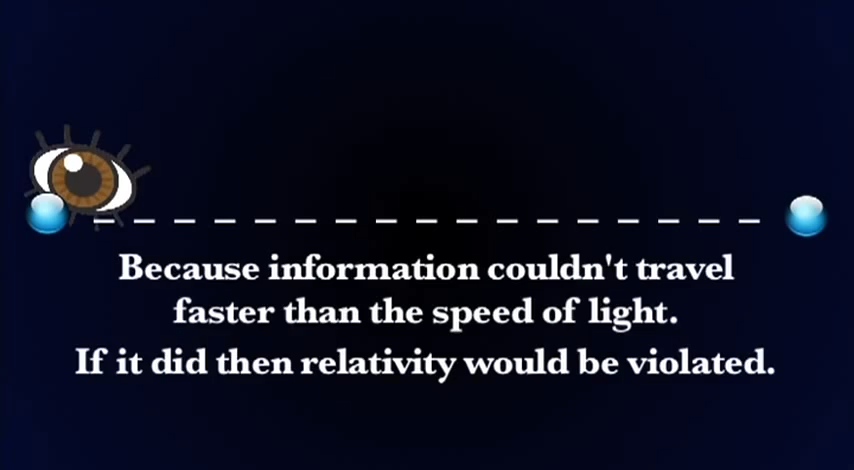 Because information couldn't travel
faster than the speed of light.
If it did then relativity would be violated.